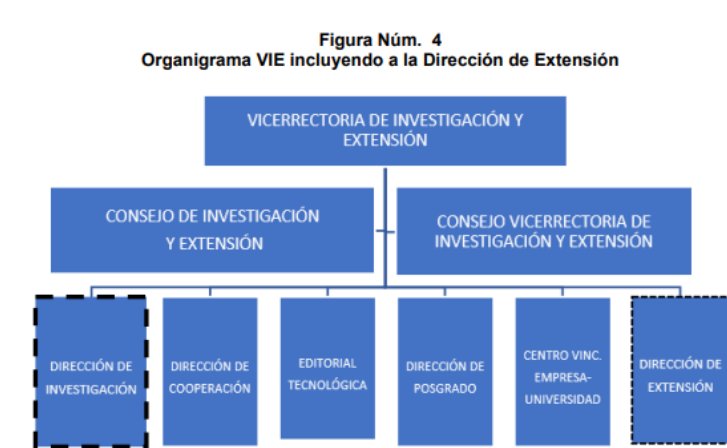 Figura Núm. 4
Organigrama VIE incluyendo a la Dirección de Extensión
VICERRECTORIA DE INVESTIGACIÓN Y
EXTENSIÓN
CONSEJO DE INVESTIGACIÓN
Y EXTENSIÓN
CONSEJO VICERRECTORIA DE
INVESTIGACIÓN Y EXTENSIÓN
DIRECCIÓN DE
INVESTIGACIÓN
DIRECCIÓN DE
COOPERACIÓN
EDITORIAL
TECNOLÓGICA
DIRECCIÓN DE
POSGRADO
CENTRO VINC.
EMPRESA-
UNIVERSIDAD
DIRECCIÓN DE
EXTENSIÓN